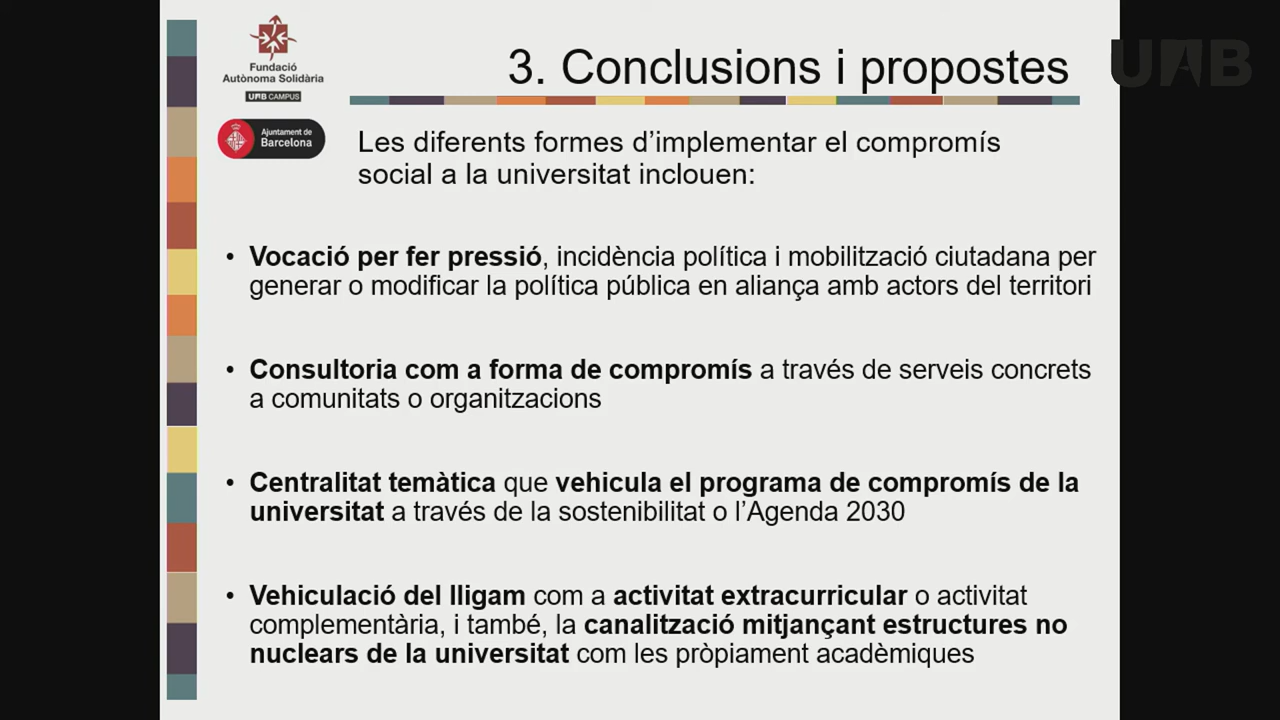 Fundació
Autònoma Solidària
UAB CAMPUS
3. Conclusions i propostes
UAB
Ajuntament de
Barcelona
Les diferents formes d’implementar el compromís
social a la universitat inclouen:
• Vocació per fer pressió, incidència política i mobilització ciutadana per
generar o modificar la política pública en aliança amb actors del territori
• Consultoria com a forma de compromís a través de serveis concrets
a comunitats o organitzacions
• Centralitat temàtica que vehicula el programa de compromís de la
universitat a través de la sostenibilitat o l’Agenda 2030
• Vehiculació del lligam com a activitat extracurricular o activitat
complementària, i també, la canalització mitjançant estructures no
nuclears de la universitat com les pròpiament acadèmiques